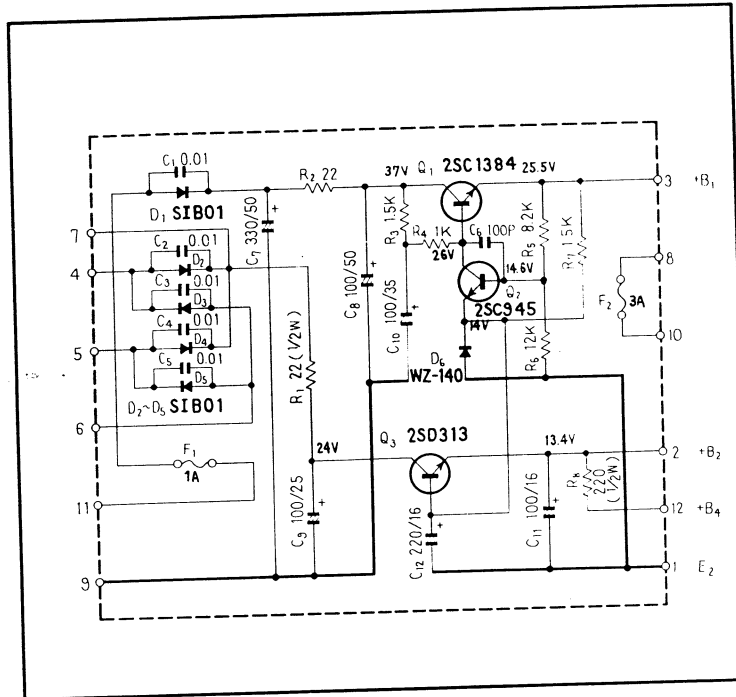 C₁ 0.01
D₁ SIB01
R₂ 22
37V
Q₁
2SC1384
25.5V
3 +B₁
7
C₂ 0.01
D₂
4
C₃ 0.01
D₃
C₄ 0.01
5
D₄
C₅ 0.01
D₅
D₂~D₅ SIB01
6
C₇ 330/50
C₈ 100/50
R₃ 1.5K
R₄ 1K
26V
C₆ 100P
14.6V
Q₂
2SC945
14V
R₅ 8.2K
R₇ 1.5K
8
F₂ 3A
10
C₁₀ 100/35
D₆
WZ-140
R₆ 12K
R₁ 22 (1/2W)
F₁
1A
11
24V
Q₃
2SD313
13.4V
2 +B₂
R₈ 220 (1/2W)
12 +B₄
C₉ 100/25
C₁₂ 220/16
C₁₁ 100/16
9
1 E₂